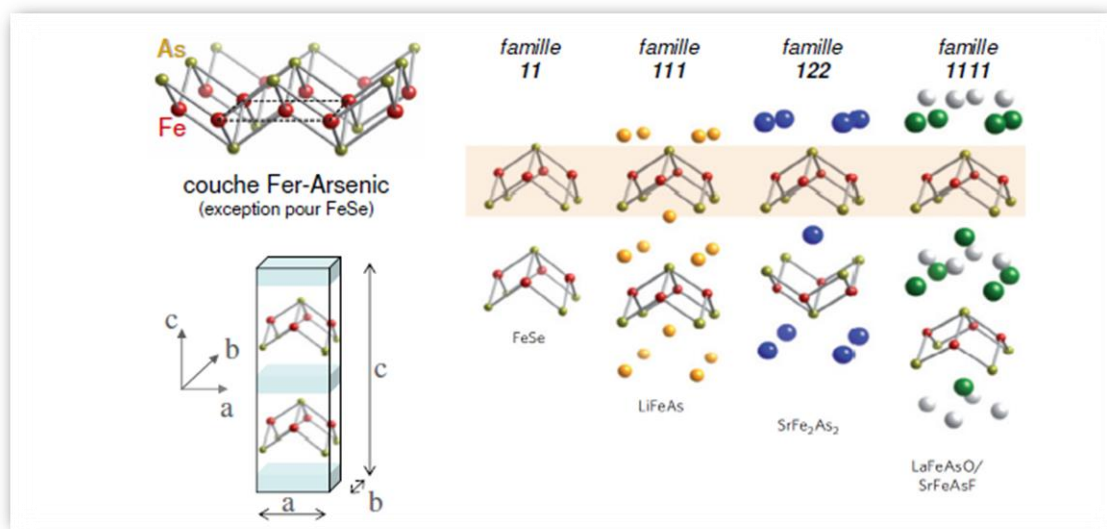 As
Fe
couche Fer-Arsenic
(exception pour FeSe)
c
b
a
c
a
b
famille
11
famille
111
famille
122
famille
1111
FeSe
LiFeAs
SrFe₂As₂
LaFeAsO/
SrFeAsF